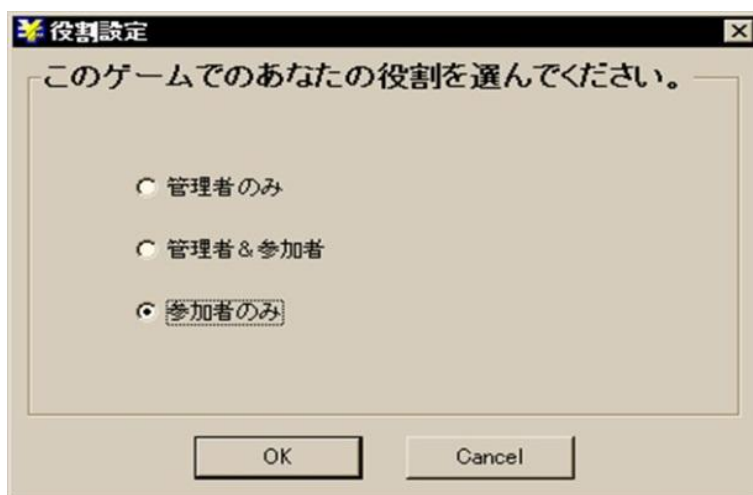 役割設定
このゲームでのあなたの役割を選んでください。
管理者のみ
管理者＆参加者
参加者のみ
OK
Cancel